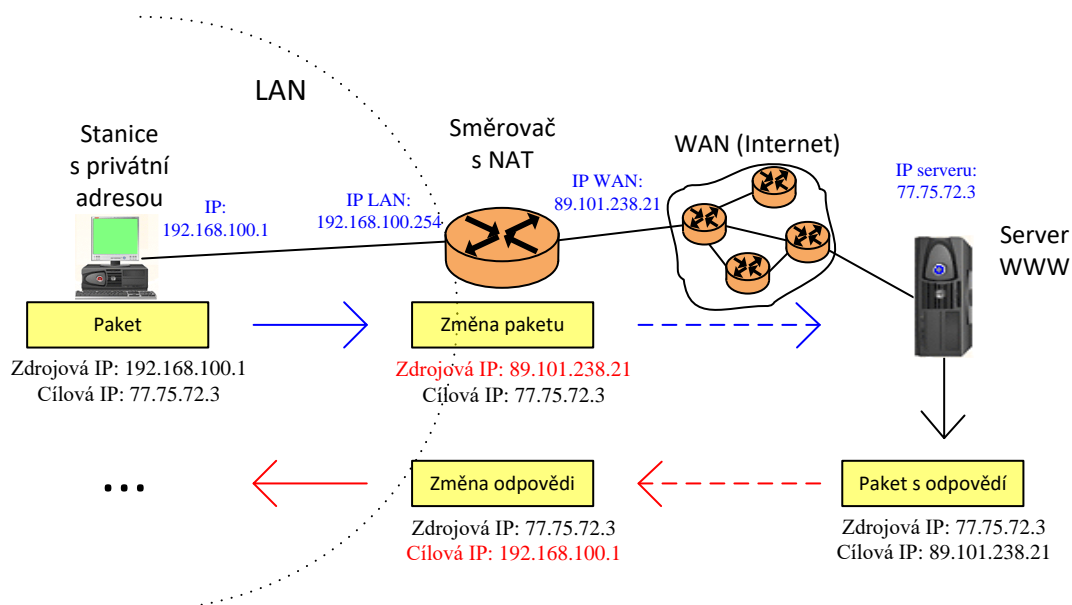 LAN
Stanice
s privátní
adresou
Směrovač
s NAT
WAN (Internet)
IP serveru:
77.75.72.3
IP:
192.168.100.1
IP LAN:
192.168.100.254
IP WAN:
89.101.238.21
Server
WWW
Paket
Změna paketu
Zdrojová IP: 192.168.100.1
Cílová IP: 77.75.72.3
Zdrojová IP: 89.101.238.21
Cílová IP: 77.75.72.3
...
Změna odpovědi
Paket s odpovědí
Zdrojová IP: 77.75.72.3
Cílová IP: 192.168.100.1
Zdrojová IP: 77.75.72.3
Cílová IP: 89.101.238.21